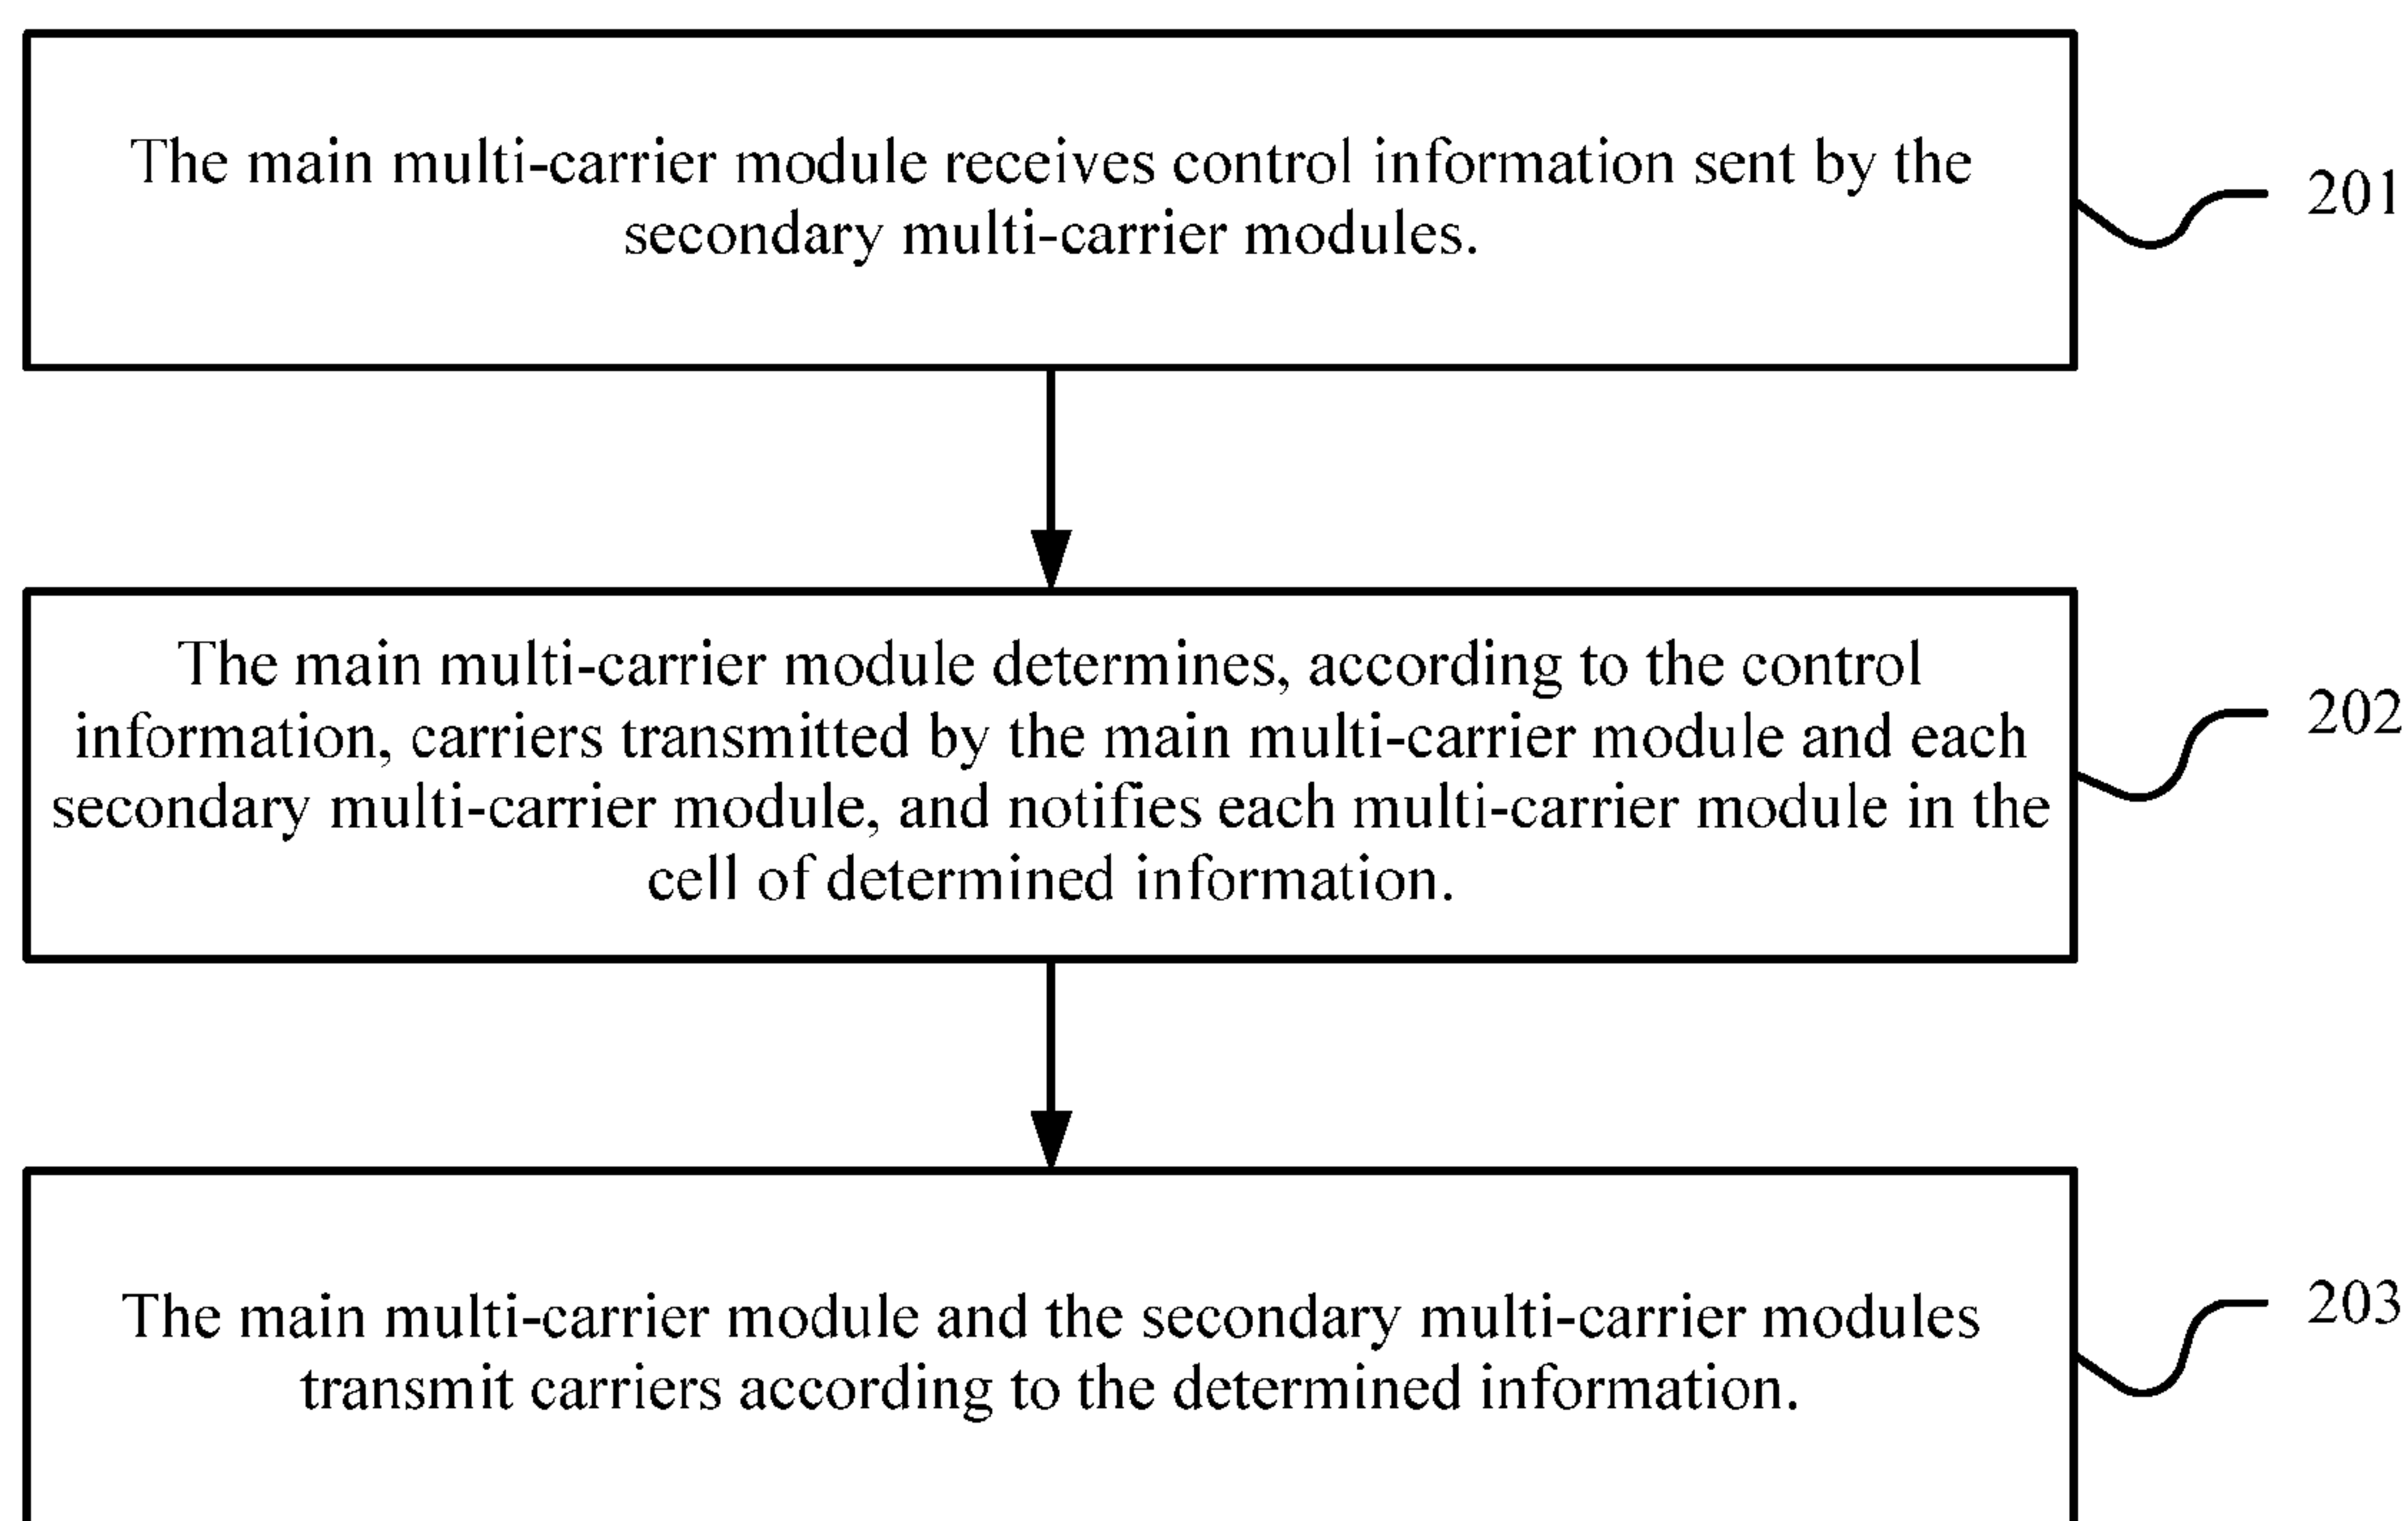 The main multi-carrier module receives control information sent by the
secondary multi-carrier modules.
201
The main multi-carrier module determines, according to the control
information, carriers transmitted by the main multi-carrier module and each
secondary multi-carrier module, and notifies each multi-carrier module in the
cell of determined information.
202
The main multi-carrier module and the secondary multi-carrier modules
transmit carriers according to the determined information.
203